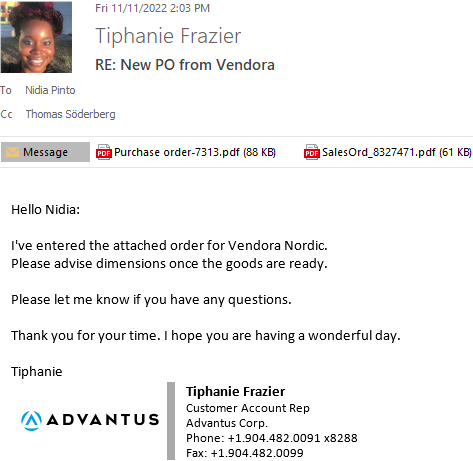 Fri 11/11/2022 2:03 PM
Tiphanie Frazier
RE: New PO from Vendora
To Nidia Pinto
Cc Thomas Söderberg
Message Purchase order-7313.pdf (88 KB) SalesOrd_8327471.pdf (61 KB)
Hello Nidia:
I've entered the attached order for Vendora Nordic.
Please advise dimensions once the goods are ready.
Please let me know if you have any questions.
Thank you for your time. I hope you are having a wonderful day.
Tiphanie
ADVANTUS
Tiphanie Frazier
Customer Account Rep
Advantus Corp.
Phone: +1.904.482.0091 x8288
Fax: +1.904.482.0099